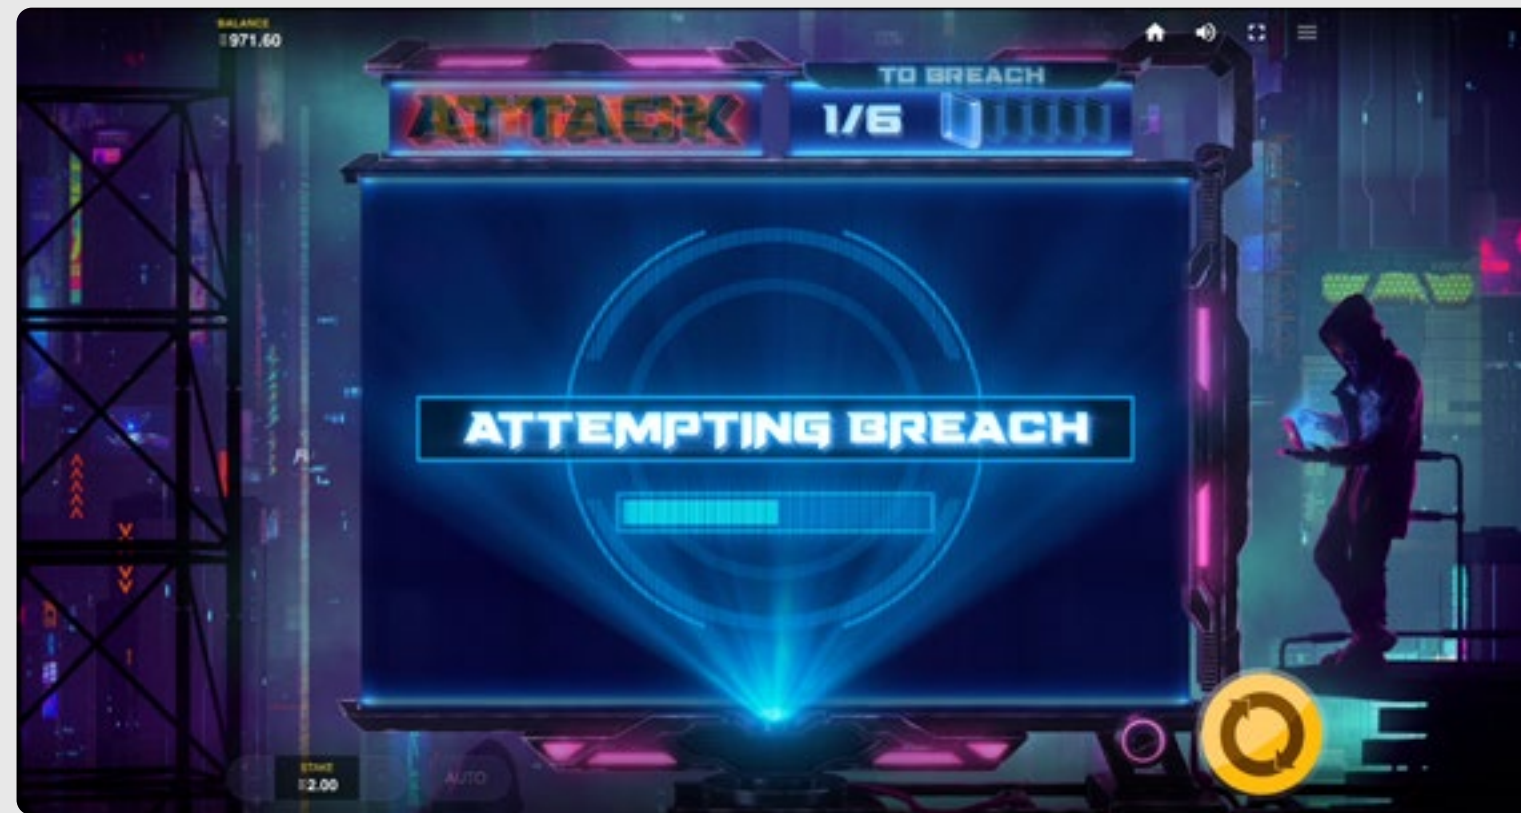 BALANCE
971.60
TO BREACH
ATTACK
1/6
ATTEMPTING BREACH
STAKE
2.00
AUTO